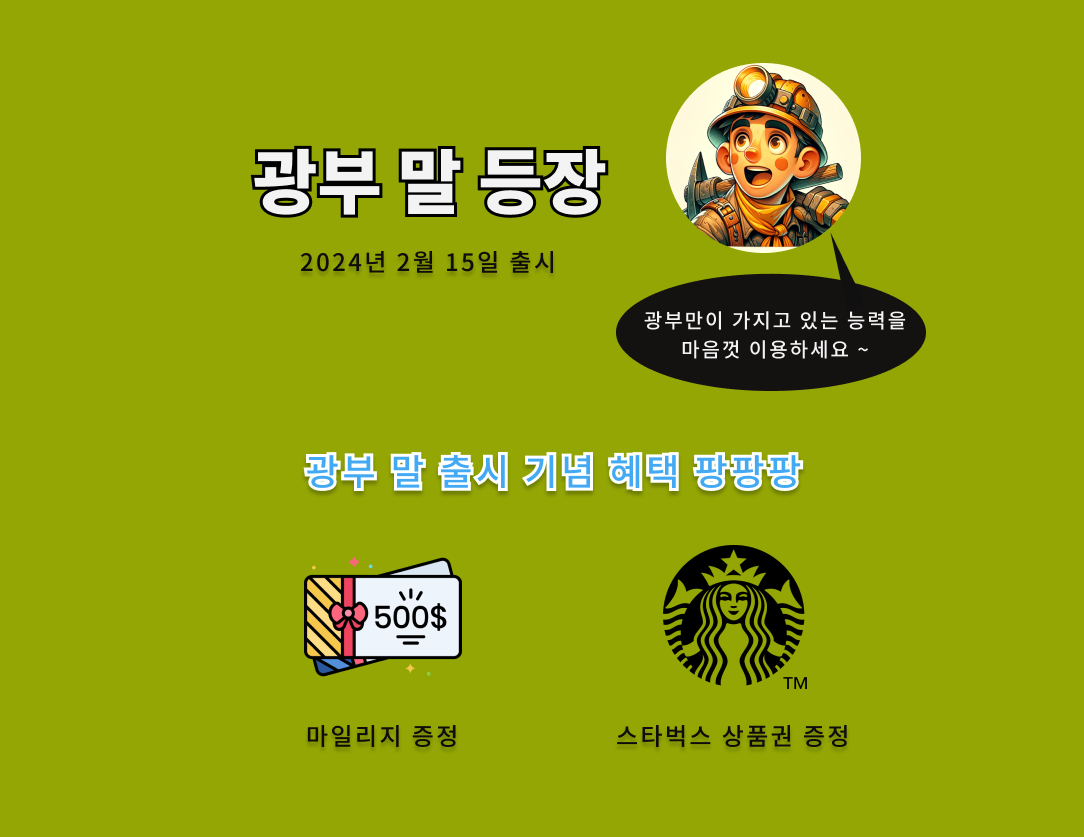 광부 말 등장
2024년 2월 15일 출시
광부만이 가지고 있는 능력을
마음껏 이용하세요 ~
광부 말 출시 기념 혜택 팡팡팡
500$
TM
마일리지 증정
스타벅스 상품권 증정